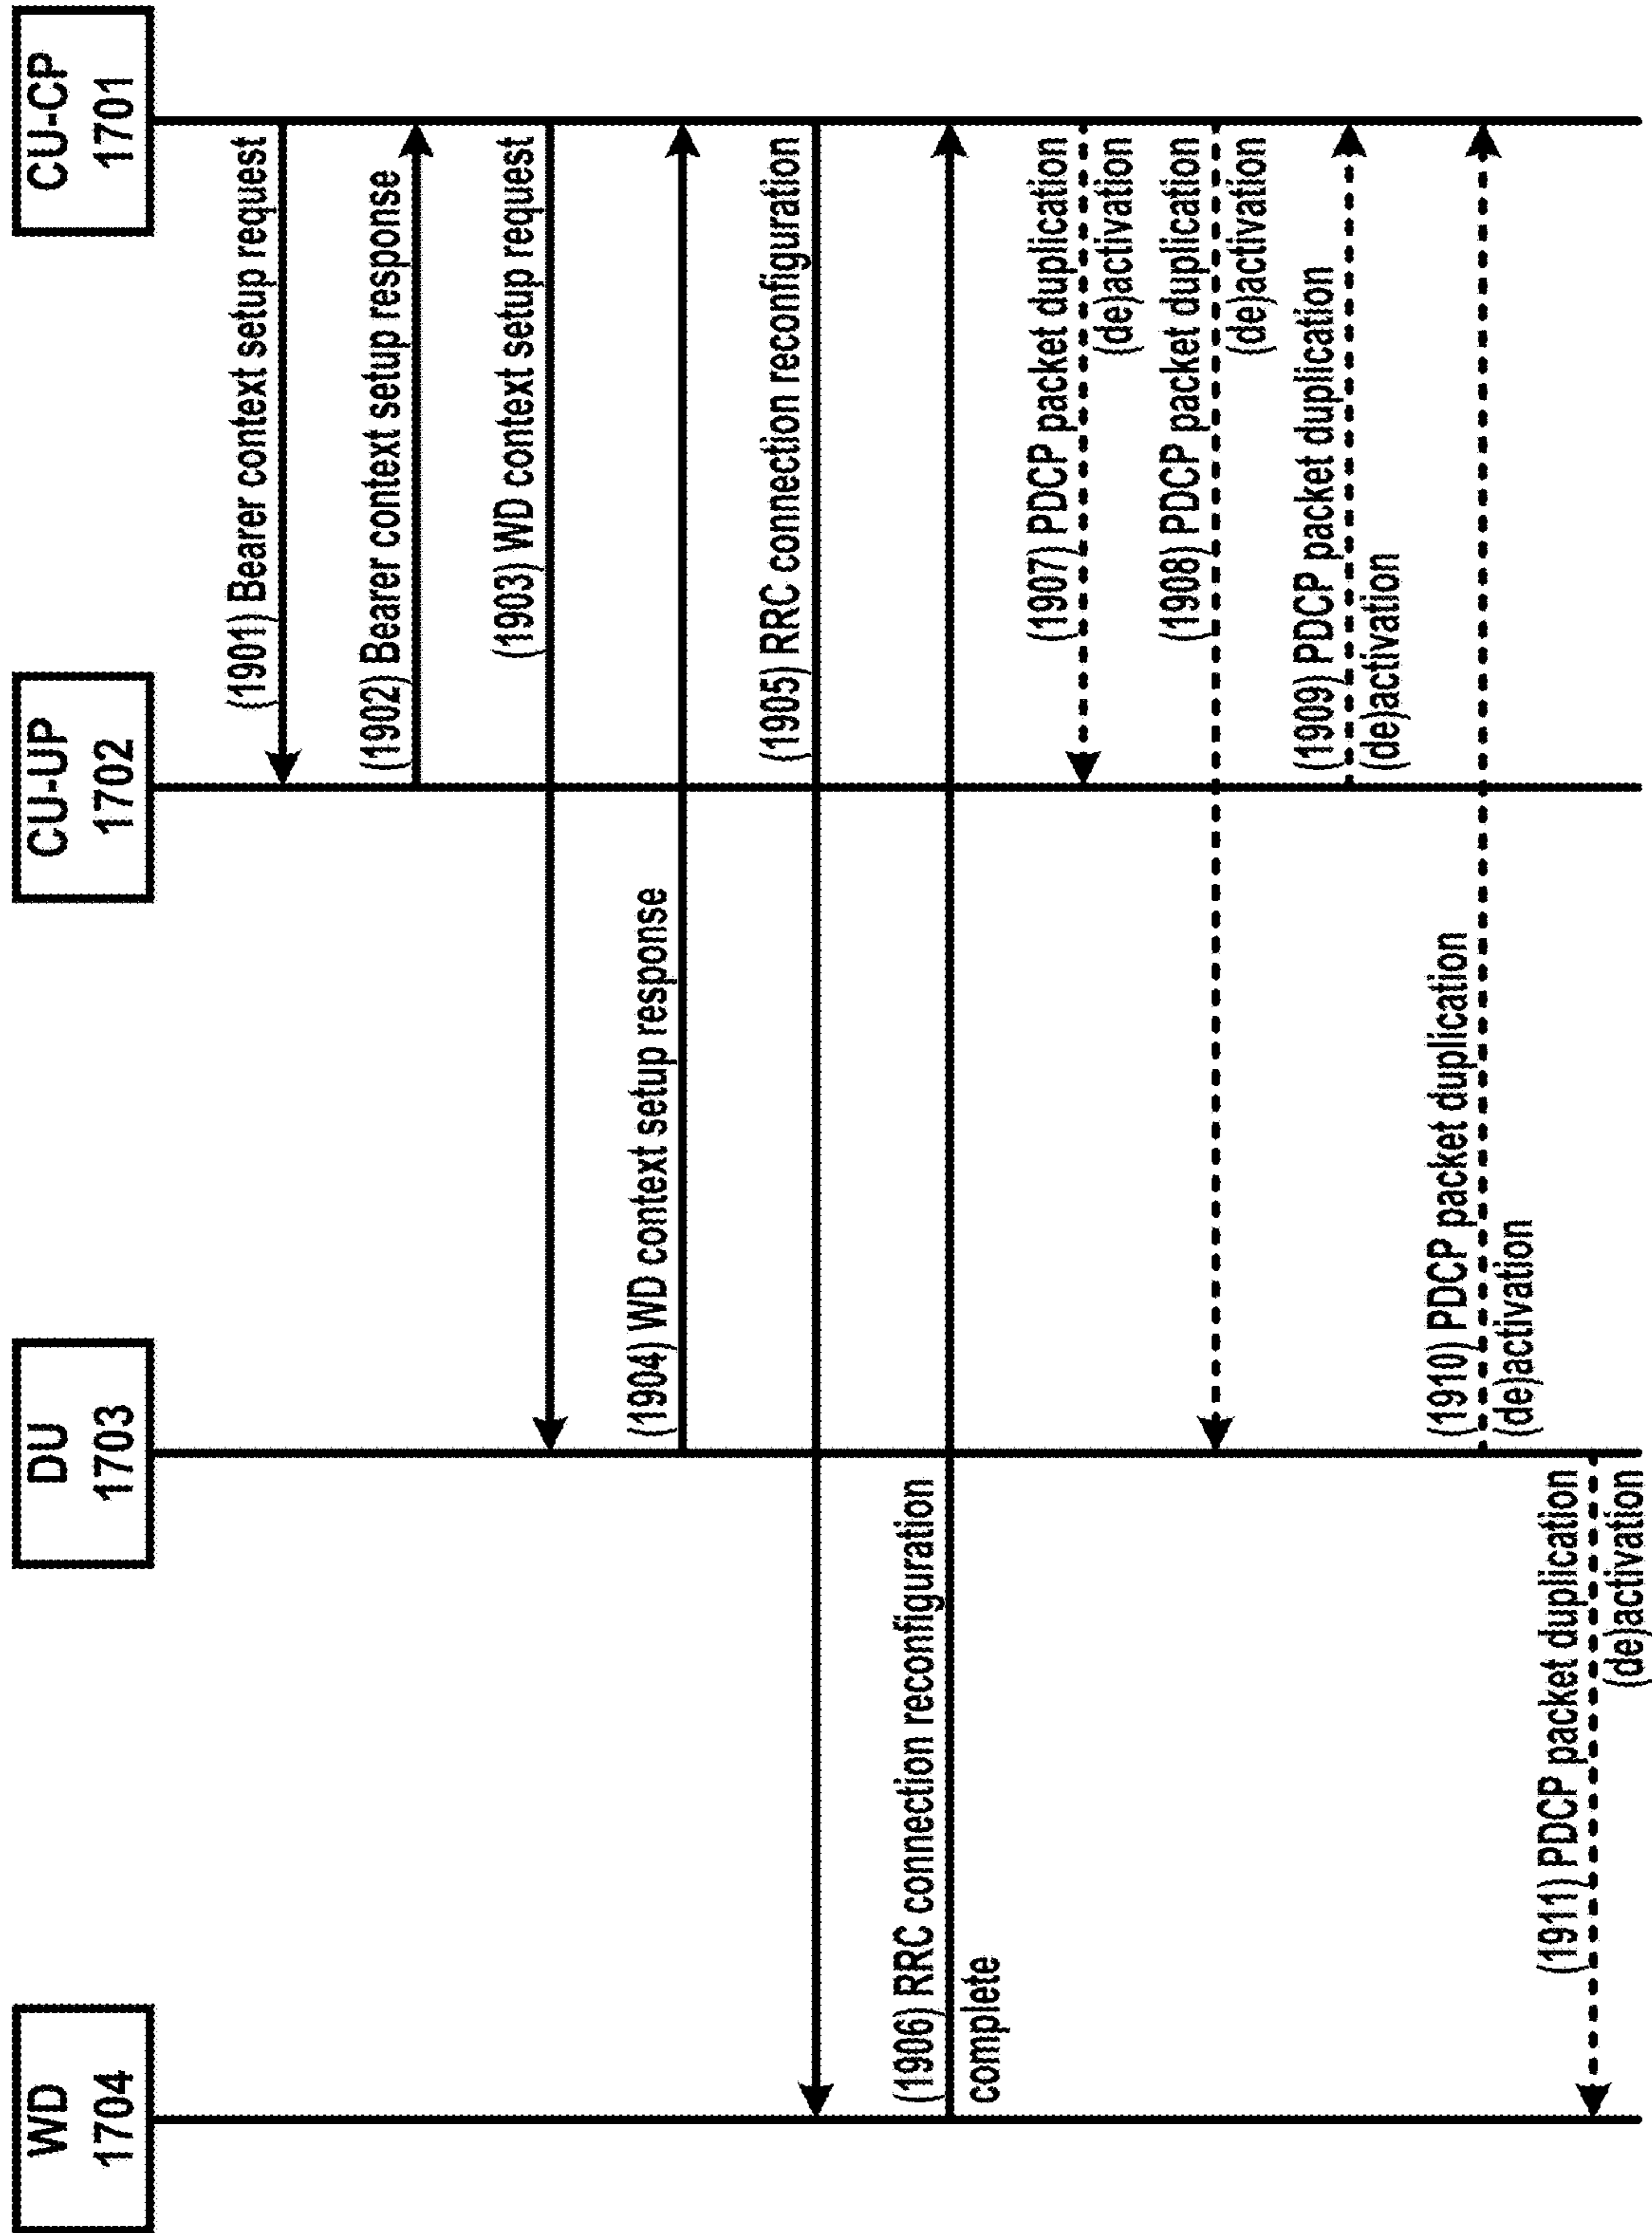 WD
1704
DU
1703
CU-UP
1702
CU-CP
1701
(1901) Bearer context setup request
(1902) Bearer context setup response
(1903) WD context setup request
(1904) WD context setup response
(1905) RRC connection reconfiguration
(1906) RRC connection reconfiguration
complete
(1907) PDCP packet duplication
(de)activation
(1908) PDCP packet duplication
(de)activation
(1909) PDCP packet duplication
(de)activation
(1910) PDCP packet duplication
(de)activation
(1911) PDCP packet duplication
(de)activation